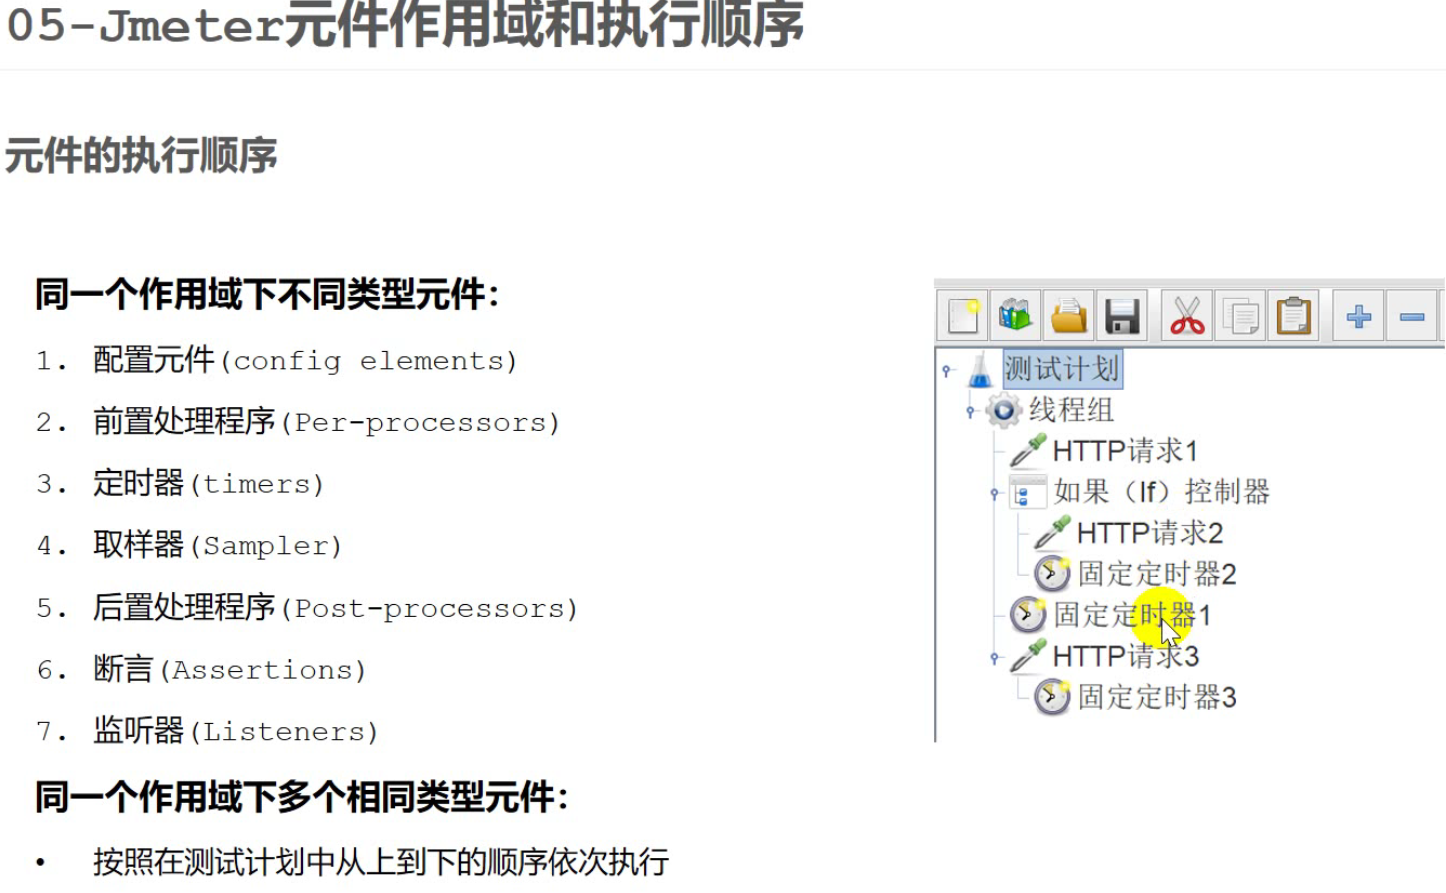 05-Jmeter元件作用域和执行顺序
元件的执行顺序
同一个作用域下不同类型元件：
1. 配置元件(config elements)
2. 前置处理程序(Per-processors)
3. 定时器(timers)
4. 取样器(Sampler)
5. 后置处理程序(Post-processors)
6. 断言(Assertions)
7. 监听器(Listeners)
同一个作用域下多个相同类型元件：
• 按照在测试计划中从上到下的顺序依次执行
测试计划
线程组
HTTP请求1
如果（If）控制器
HTTP请求2
固定定时器2
固定定时器1
HTTP请求3
固定定时器3